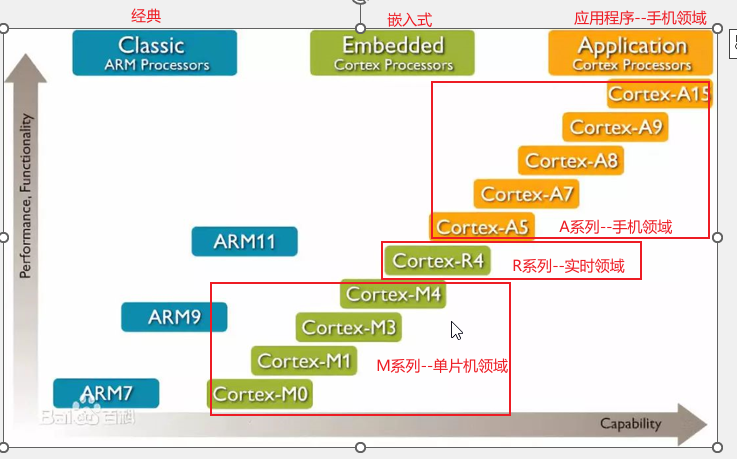 经典
嵌入式
应用程序--手机领域
Classic
ARM Processors
Embedded
Cortex Processors
Application
Cortex Processors
Performance, Functionality
Cortex-A15
Cortex-A9
Cortex-A8
Cortex-A7
Cortex-A5
A系列--手机领域
ARM11
Cortex-R4
R系列--实时领域
Cortex-M4
ARM9
Cortex-M3
Cortex-M1
M系列--单片机领域
ARM7
Cortex-M0
Bai百科
Capability